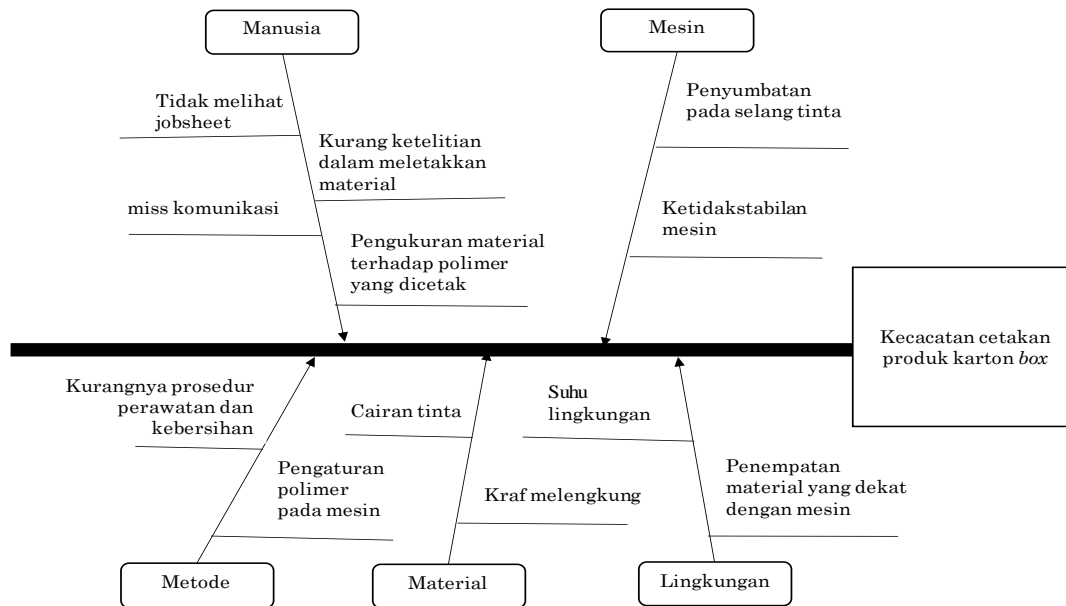 Manusia
Mesin
Tidak melihat
jobsheet
Kurang ketelitian
dalam meletakkan
material
miss komunikasi
Pengukuran material
terhadap polimer
yang dicetak
Penyumbatan
pada selang tinta
Ketidakstabilan
mesin
Kecacatan cetakan
produk karton box
Kurangnya prosedur
perawatan dan
kebersihan
Pengaturan
polimer
pada mesin
Cairan tinta
Kraf melengkung
Suhu
lingkungan
Penempatan
material yang dekat
dengan mesin
Metode
Material
Lingkungan